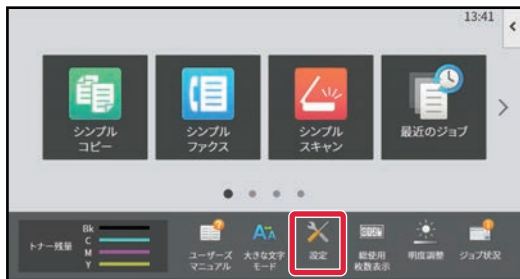 13:41
シンプル
コピー
シンプル
ファクス
シンプル
スキャン
最近のジョブ
トナー残量
Bk
C
M
Y
ユーザーズ
マニュアル
大きな文字
モード
設定
総使用
枚数表示
明度調整
ジョブ状況